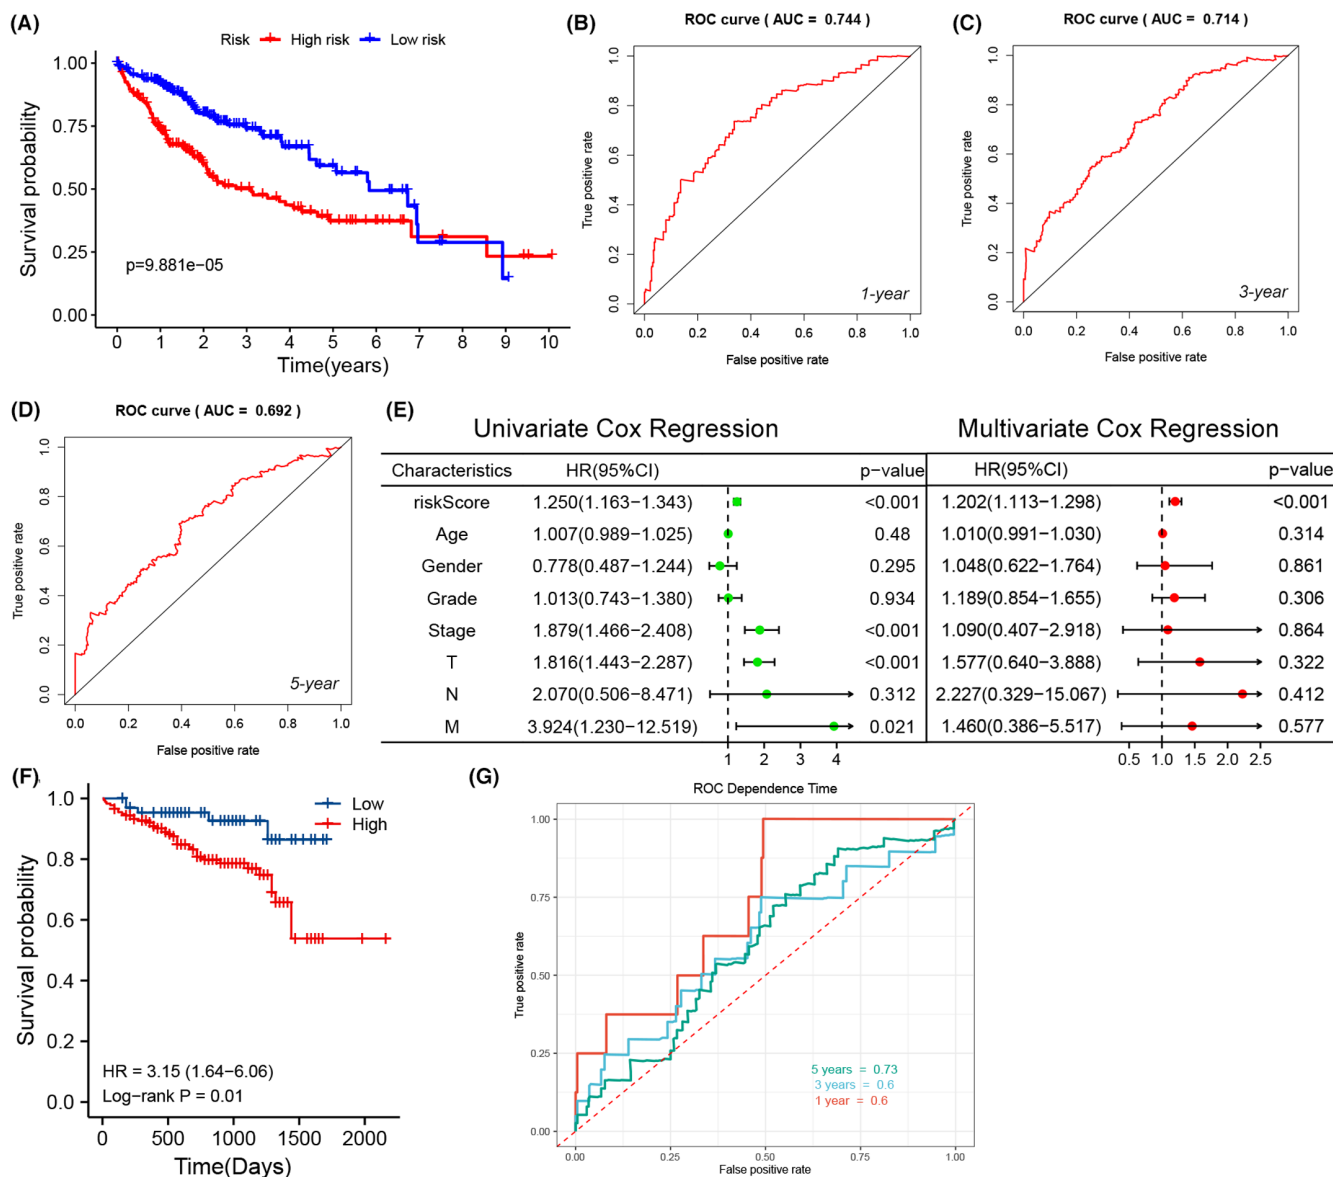 (A)
Risk High risk Low risk
Survival probability
1.00
0.75
0.50
0.25
0.00
p=9.881e−05
0 1 2 3 4 5 6 7 8 9 10
Time(years)
(B)
ROC curve ( AUC = 0.744 )
True positive rate
1.0
0.8
0.6
0.4
0.2
0.0
1-year
0.0 0.2 0.4 0.6 0.8 1.0
False positive rate
(C)
ROC curve ( AUC = 0.714 )
True positive rate
1.0
0.8
0.6
0.4
0.2
0.0
3-year
0.0 0.2 0.4 0.6 0.8 1.0
False positive rate
(D)
ROC curve ( AUC = 0.692 )
True positive rate
1.0
0.8
0.6
0.4
0.2
0.0
5-year
0.0 0.2 0.4 0.6 0.8 1.0
False positive rate
(E)
Univariate Cox Regression Multivariate Cox Regression
Characteristics HR(95%CI) p−value HR(95%CI) p−value
riskScore 1.250(1.163−1.343) <0.001 1.202(1.113−1.298) <0.001
Age 1.007(0.989−1.025) 0.48 1.010(0.991−1.030) 0.314
Gender 0.778(0.487−1.244) 0.295 1.048(0.622−1.764) 0.861
Grade 1.013(0.743−1.380) 0.934 1.189(0.854−1.655) 0.306
Stage 1.879(1.466−2.408) <0.001 1.090(0.407−2.918) 0.864
T 1.816(1.443−2.287) <0.001 1.577(0.640−3.888) 0.322
N 2.070(0.506−8.471) 0.312 2.227(0.329−15.067) 0.412
M 3.924(1.230−12.519) 0.021 1.460(0.386−5.517) 0.577
1 2 3 4 0.5 1.0 1.5 2.0 2.5
(F)
Low
High
Survival probability
1.0
0.8
0.6
0.4
0.2
0.0
HR = 3.15 (1.64−6.06)
Log−rank P = 0.01
0 500 1000 1500 2000
Time(Days)
(G)
ROC Dependence Time
True positive rate
1.00
0.75
0.50
0.25
0.00
5 years = 0.73
3 years = 0.6
1 year = 0.6
0.00 0.25 0.50 0.75 1.00
False positive rate